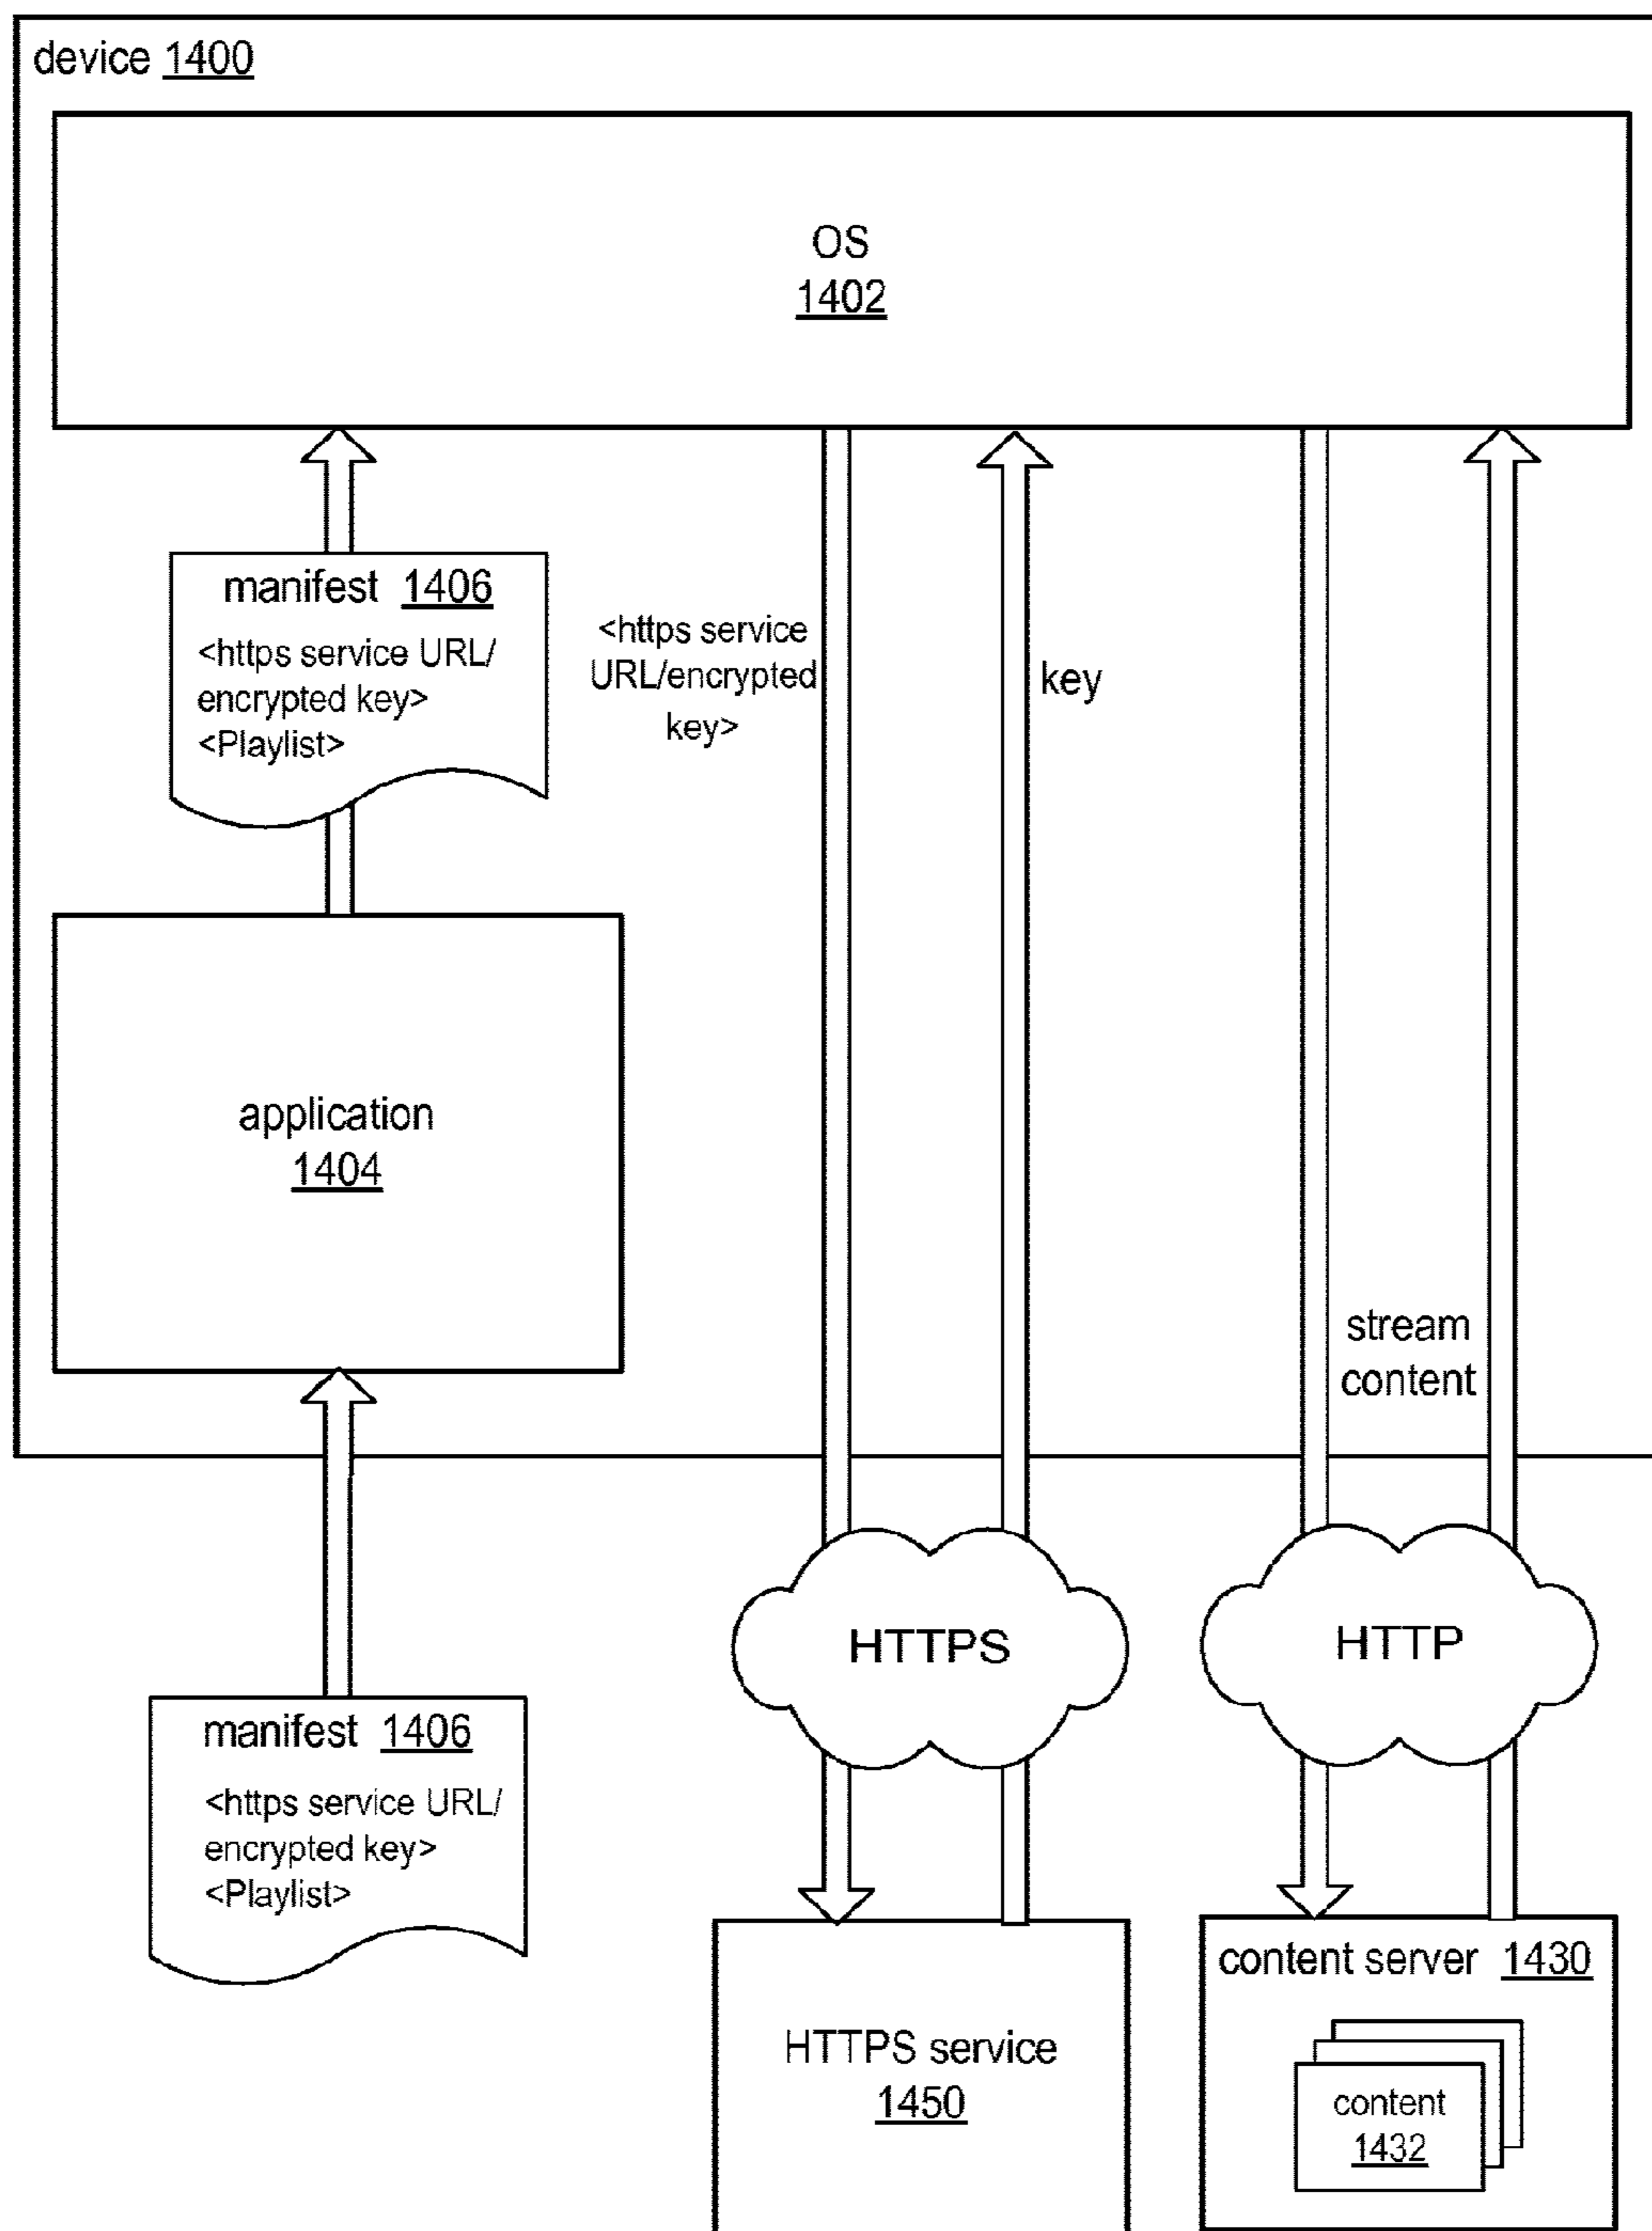 device 1400
OS
1402
manifest 1406
<https service URL/
encrypted key>
<Playlist>
<https service
URL/encrypted
key>
key
application
1404
stream
content
HTTPS
HTTP
manifest 1406
<https service URL/
encrypted key>
<Playlist>
HTTPS service
1450
content server 1430
content
1432